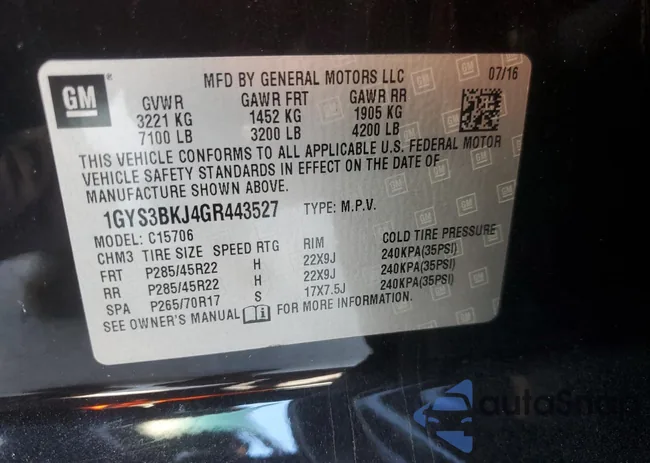 GM
MFD BY GENERAL MOTORS LLC 07/16
GVWR GAWR FRT GAWR RR
3221 KG 1452 KG 1905 KG
7100 LB 3200 LB 4200 LB
THIS VEHICLE CONFORMS TO ALL APPLICABLE U.S. FEDERAL MOTOR
VEHICLE SAFETY STANDARDS IN EFFECT ON THE DATE OF
MANUFACTURE SHOWN ABOVE.
1GYS3BKJ4GR443527 TYPE: M.P.V.
MODEL: C15706
CHM3 TIRE SIZE SPEED RTG RIM COLD TIRE PRESSURE
FRT P285/45R22 H 22X9J 240KPA(35PSI)
RR P285/45R22 H 22X9J 240KPA(35PSI)
SPA P265/70R17 S 17X7.5J 240KPA(35PSI)
SEE OWNER'S MANUAL i FOR MORE INFORMATION.